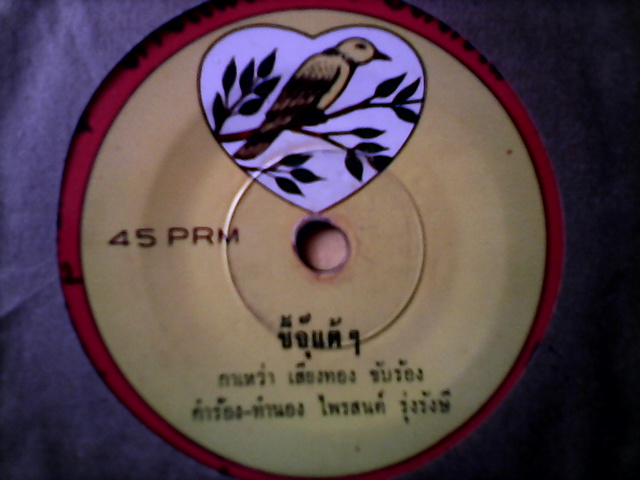 45 PRM
ขี้จุ๊แต้ๆ
กาเหว่า เสียงทอง ขับร้อง
คำร้อง-ทำนอง ไพรสนต์ รุ่งรังษี